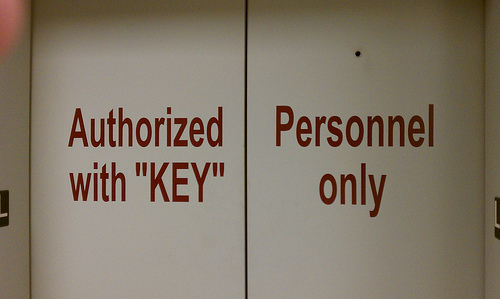 Authorized Personnel
with "KEY" only